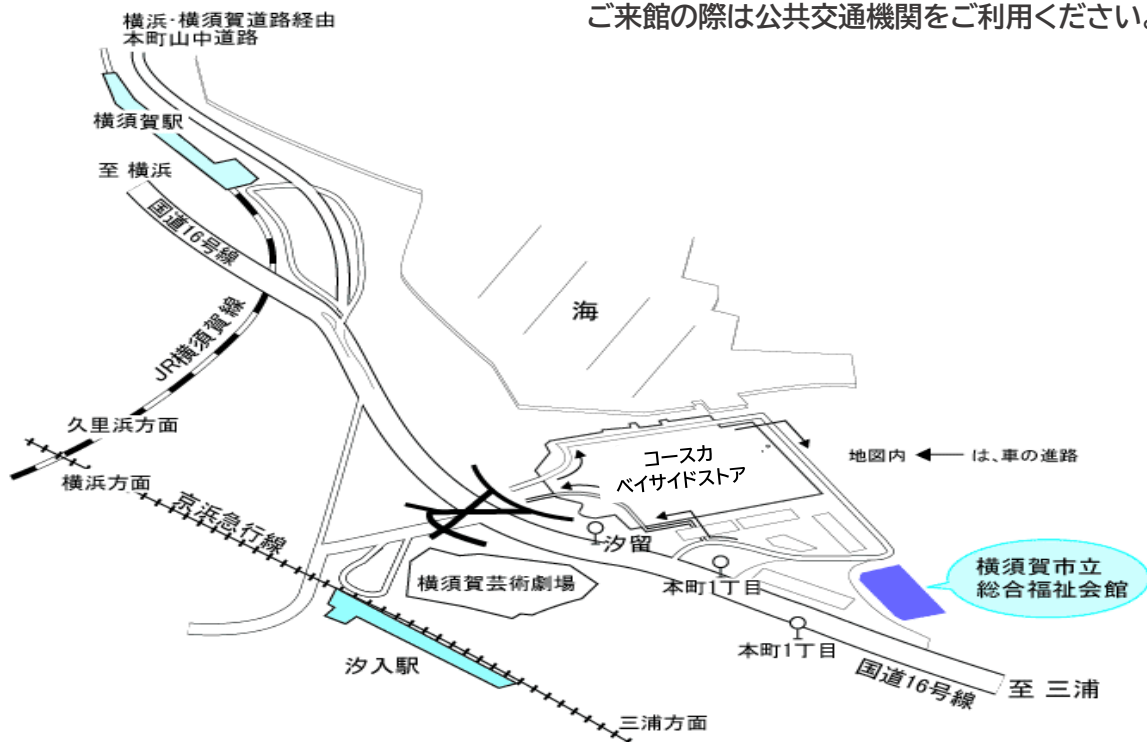 ご来館の際は公共交通機関をご利用ください。
横浜・横須賀道路経由
本町山中道路
横須賀駅
至 横浜
国道16号線
海
JR横須賀線
久里浜方面
横浜方面
京浜急行線
コースカ
ベイサイドストア
地図内
は、車の進路
汐留
横須賀芸術劇場
本町1丁目
横須賀市立
総合福祉会館
本町1丁目
汐入駅
国道16号線
至 三浦
三浦方面